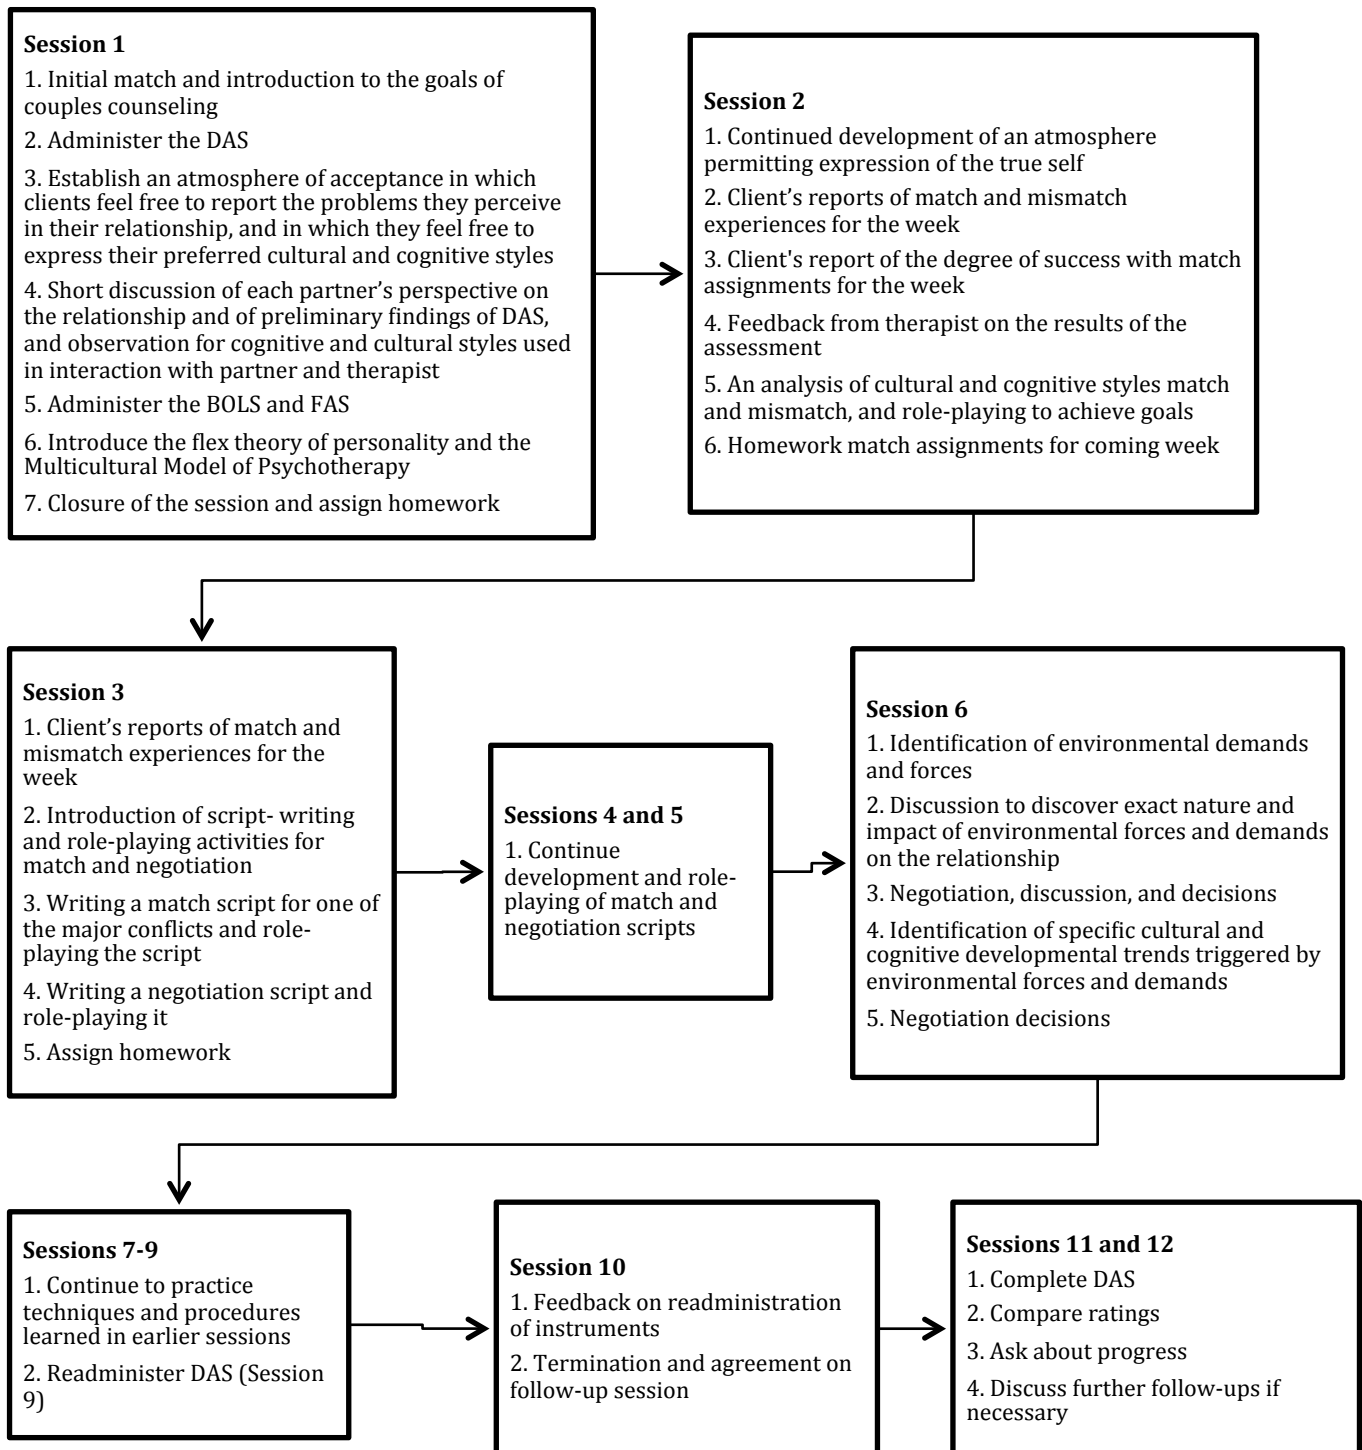 Session 1
1. Initial match and introduction to the goals of
couples counseling
2. Administer the DAS
3. Establish an atmosphere of acceptance in which
clients feel free to report the problems they perceive
in their relationship, and in which they feel free to
express their preferred cultural and cognitive styles
4. Short discussion of each partner’s perspective on
the relationship and of preliminary findings of DAS,
and observation for cognitive and cultural styles used
in interaction with partner and therapist
5. Administer the BOLS and FAS
6. Introduce the flex theory of personality and the
Multicultural Model of Psychotherapy
7. Closure of the session and assign homework
Session 2
1. Continued development of an atmosphere
permitting expression of the true self
2. Client’s reports of match and mismatch
experiences for the week
3. Client's report of the degree of success with match
assignments for the week
4. Feedback from therapist on the results of the
assessment
5. An analysis of cultural and cognitive styles match
and mismatch, and role-playing to achieve goals
6. Homework match assignments for coming week
Session 3
1. Client’s reports of match and
mismatch experiences for the
week
2. Introduction of script- writing
and role-playing activities for
match and negotiation
3. Writing a match script for one of
the major conflicts and role-
playing the script
4. Writing a negotiation script and
role-playing it
5. Assign homework
Sessions 4 and 5
1. Continue
development and role-
playing of match and
negotiation scripts
Session 6
1. Identification of environmental demands
and forces
2. Discussion to discover exact nature and
impact of environmental forces and demands
on the relationship
3. Negotiation, discussion, and decisions
4. Identification of specific cultural and
cognitive developmental trends triggered by
environmental forces and demands
5. Negotiation decisions
Sessions 7-9
1. Continue to practice
techniques and procedures
learned in earlier sessions
2. Readminister DAS (Session
9)
Session 10
1. Feedback on readministration
of instruments
2. Termination and agreement on
follow-up session
Sessions 11 and 12
1. Complete DAS
2. Compare ratings
3. Ask about progress
4. Discuss further follow-ups if
necessary